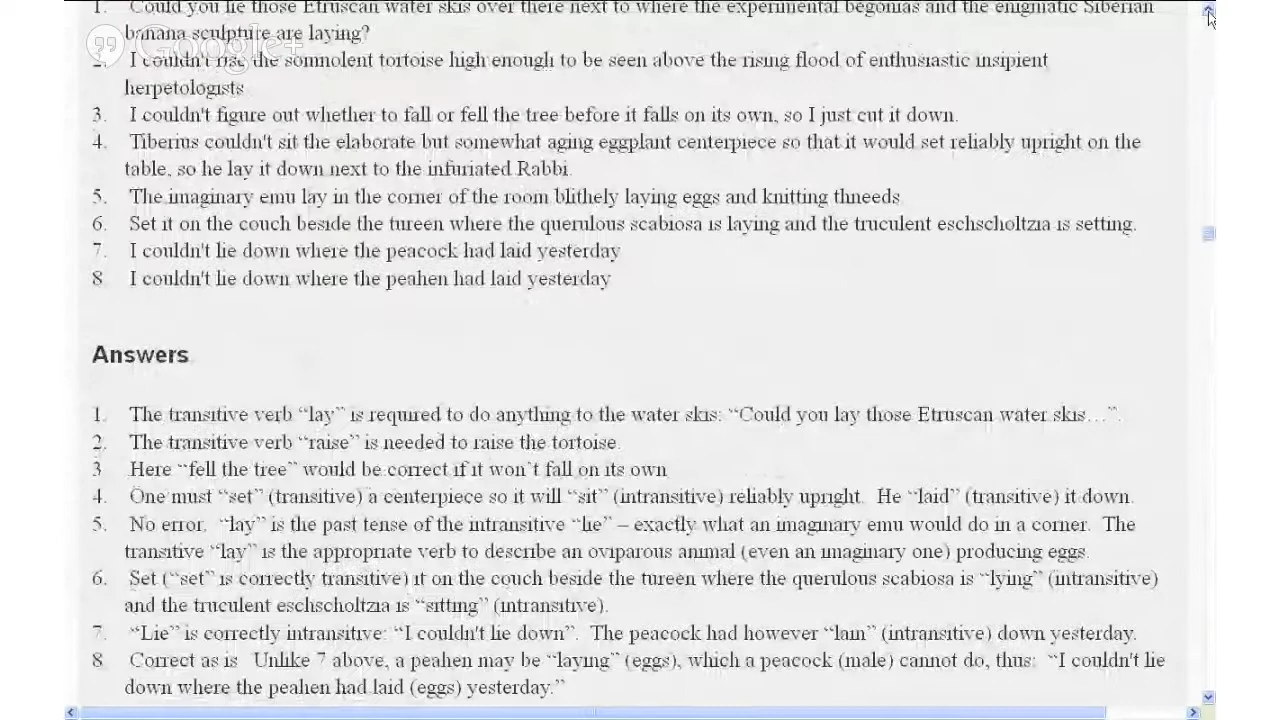 1. Could you lie those Etruscan water skis over there next to where the experimental begonias and the enigmatic Siberian
banana sculpture are laying?
Google+
2. I couldn't rise the somnolent tortoise high enough to be seen above the rising flood of enthusiastic insipient
herpetologists
3. I couldn't figure out whether to fall or fell the tree before it falls on its own, so I just cut it down.
4. Tiberius couldn't sit the elaborate but somewhat aging eggplant centerpiece so that it would set reliably upright on the
table, so he lay it down next to the infuriated Rabbi.
5. The imaginary emu lay in the corner of the room blithely laying eggs and knitting thneeds
6. Set it on the couch beside the tureen where the querulous scabiosa is laying and the truculent eschscholtzia is setting.
7. I couldn't lie down where the peacock had laid yesterday
8 I couldn't lie down where the peahen had laid yesterday
Answers
1. The transitive verb “lay” is required to do anything to the water skis: “Could you lay those Etruscan water skis…”.
2. The transitive verb “raise” is needed to raise the tortoise.
3 Here “fell the tree” would be correct if it won't fall on its own
4. One must “set” (transitive) a centerpiece so it will “sit” (intransitive) reliably upright. He “laid” (transitive) it down.
5. No error. “lay” is the past tense of the intransitive “lie” – exactly what an imaginary emu would do in a corner. The
transitive “lay” is the appropriate verb to describe an oviparous animal (even an imaginary one) producing eggs.
6. Set (“set” is correctly transitive) it on the couch beside the tureen where the querulous scabiosa is “lying” (intransitive)
and the truculent eschscholtzia is “sitting” (intransitive).
7. “Lie” is correctly intransitive: “I couldn't lie down”. The peacock had however “lain” (intransitive) down yesterday.
8 Correct as is Unlike 7 above, a peahen may be “laying” (eggs), which a peacock (male) cannot do, thus: “I couldn't lie
down where the peahen had laid (eggs) yesterday.”